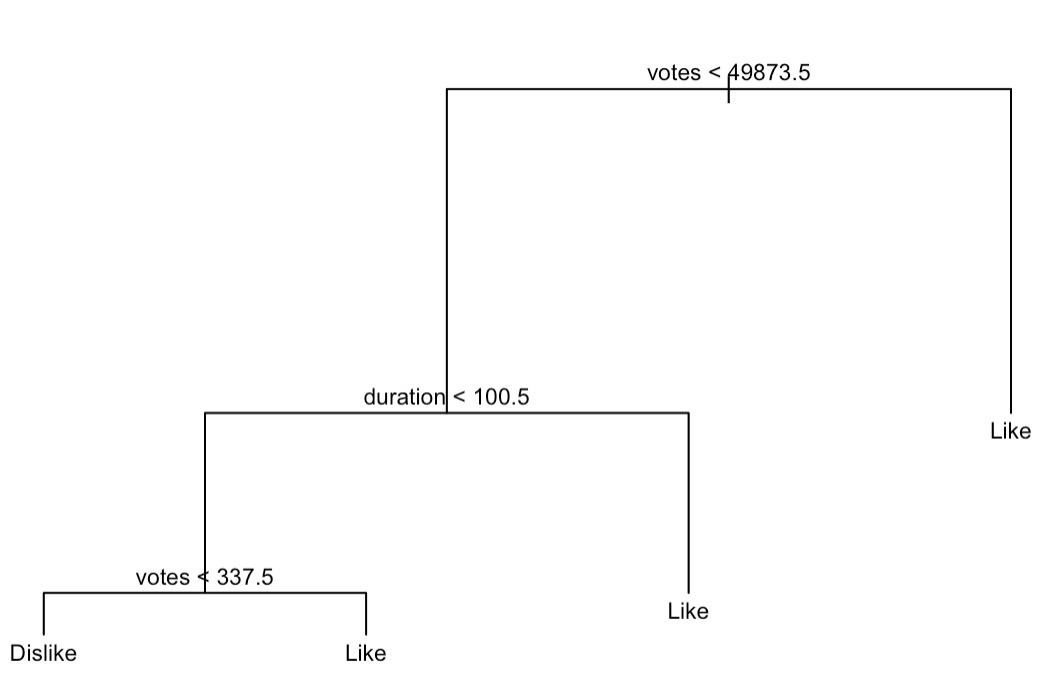 votes < 49873.5
duration < 100.5
Like
votes < 337.5
Like
Dislike
Like